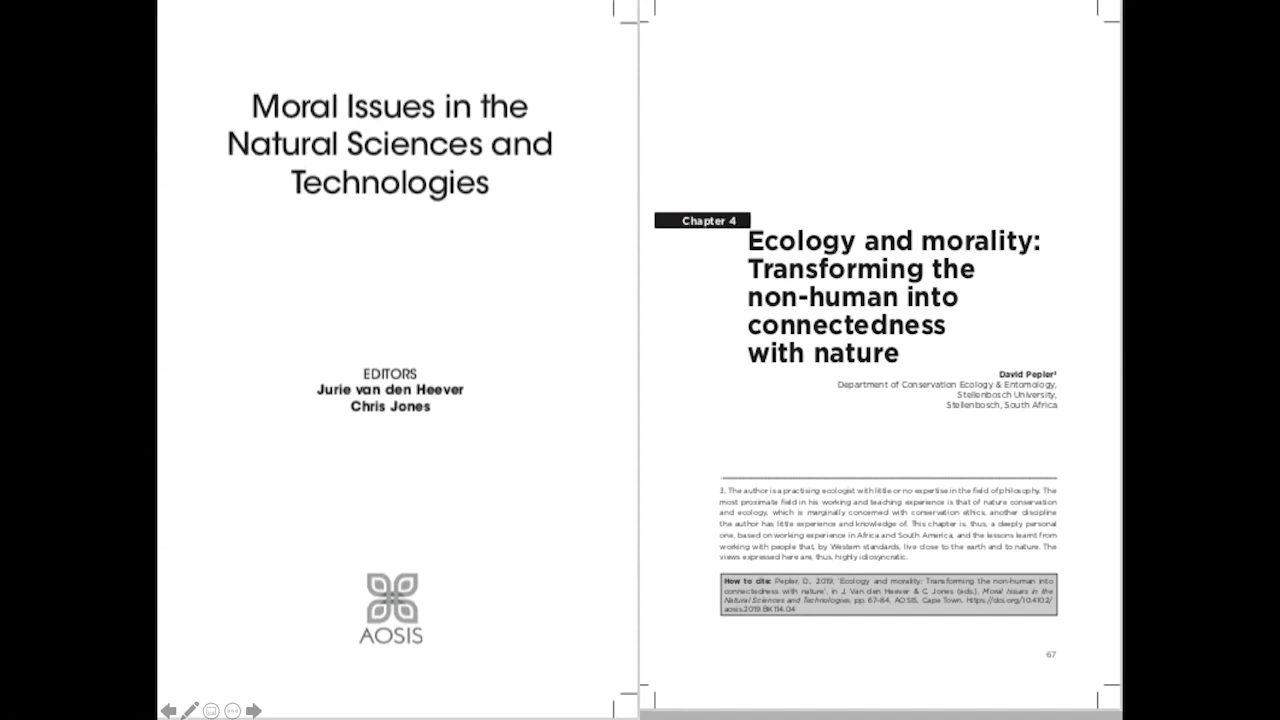 Moral Issues in the
Natural Sciences and
Technologies
EDITORS
Jurie van den Heever
Chris Jones
AOSIS
Chapter 4
Ecology and morality:
Transforming the
non-human into
connectedness
with nature
David Pepler³
Department of Conservation Ecology & Entomology,
Stellenbosch University,
Stellenbosch, South Africa
3. The author is a practising ecologist with little or no expertise in the field of philosophy. The
most proximate field in his working and teaching experience is that of nature conservation
and ecology, which is marginally concerned with conservation ethics, another discipline
the author has little experience and knowledge of. This chapter is, thus, a deeply personal
one, based on working experience in Africa and South America, and the lessons learnt from
working with people that, by Western standards, live close to the earth and to nature. The
views expressed here are, thus, highly idiosyncratic.
How to cite: Pepler, D., 2019, 'Ecology and morality: Transforming the non-human into
connectedness with nature', in J. Van den Heever & C. Jones (eds.), Moral Issues in the
Natural Sciences and Technologies, pp. 67–84, AOSIS, Cape Town. https://doi.org/10.4102/
aosis.2019.BK114.04
67